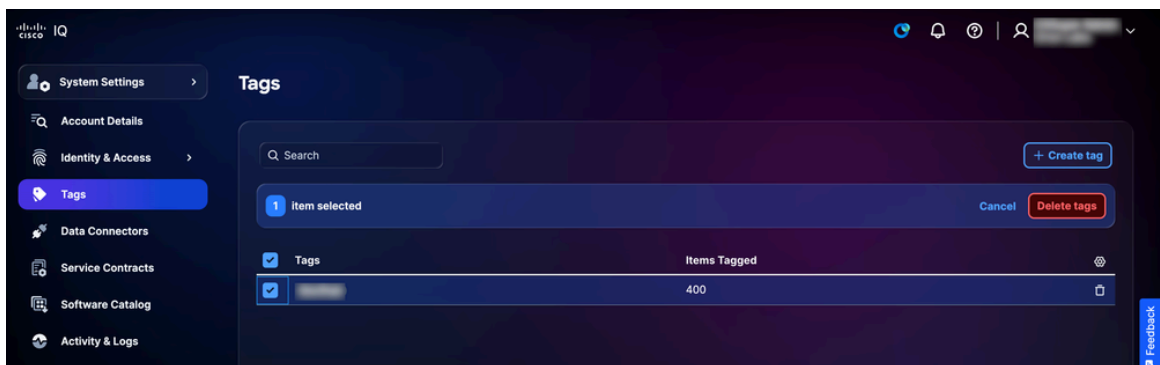 cisco IQ
System Settings
Tags
Account Details
Identity & Access
Search
+ Create tag
Tags
1 item selected
Cancel
Delete tags
Data Connectors
Service Contracts
Tags
Items Tagged
400
Software Catalog
Activity & Logs
Feedback